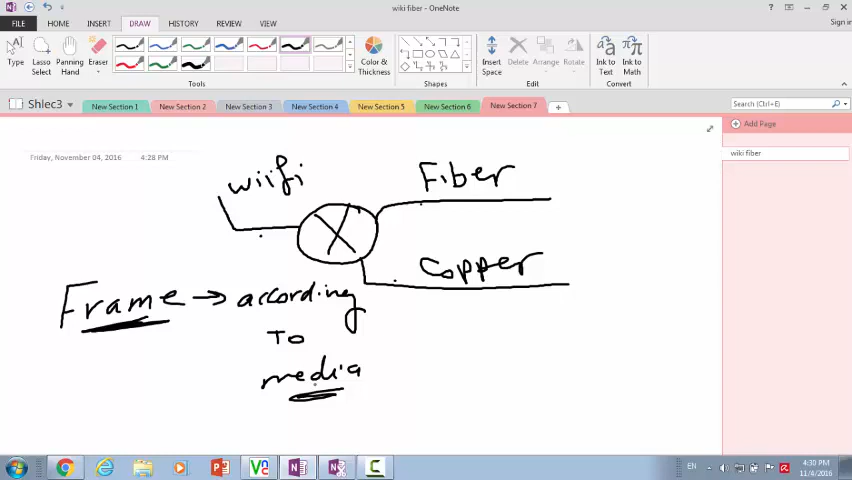 wiki fiber - OneNote
FILE HOME INSERT DRAW HISTORY REVIEW VIEW
Sign in
Type Lasso Select Panning Hand Eraser Color & Thickness Insert Space Delete Arrange Rotate Ink to Text Ink to Math
Tools Shapes Edit Convert
Shlec3 New Section 1 New Section 2 New Section 3 New Section 4 New Section 5 New Section 6 New Section 7
Search (Ctrl+E)
Add Page
Friday, November 04, 2016 4:28 PM
wiki fiber
wiifi
Fiber
Copper
Frame → according
To
media
EN
4:30 PM
11/4/2016